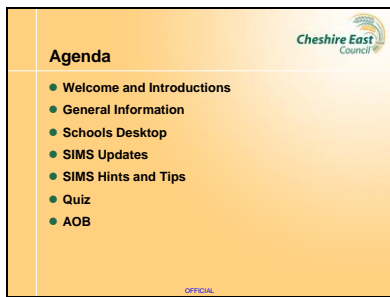 Cheshire East
Council
Agenda
Welcome and Introductions
General Information
Schools Desktop
SIMS Updates
SIMS Hints and Tips
Quiz
AOB
OFFICIAL